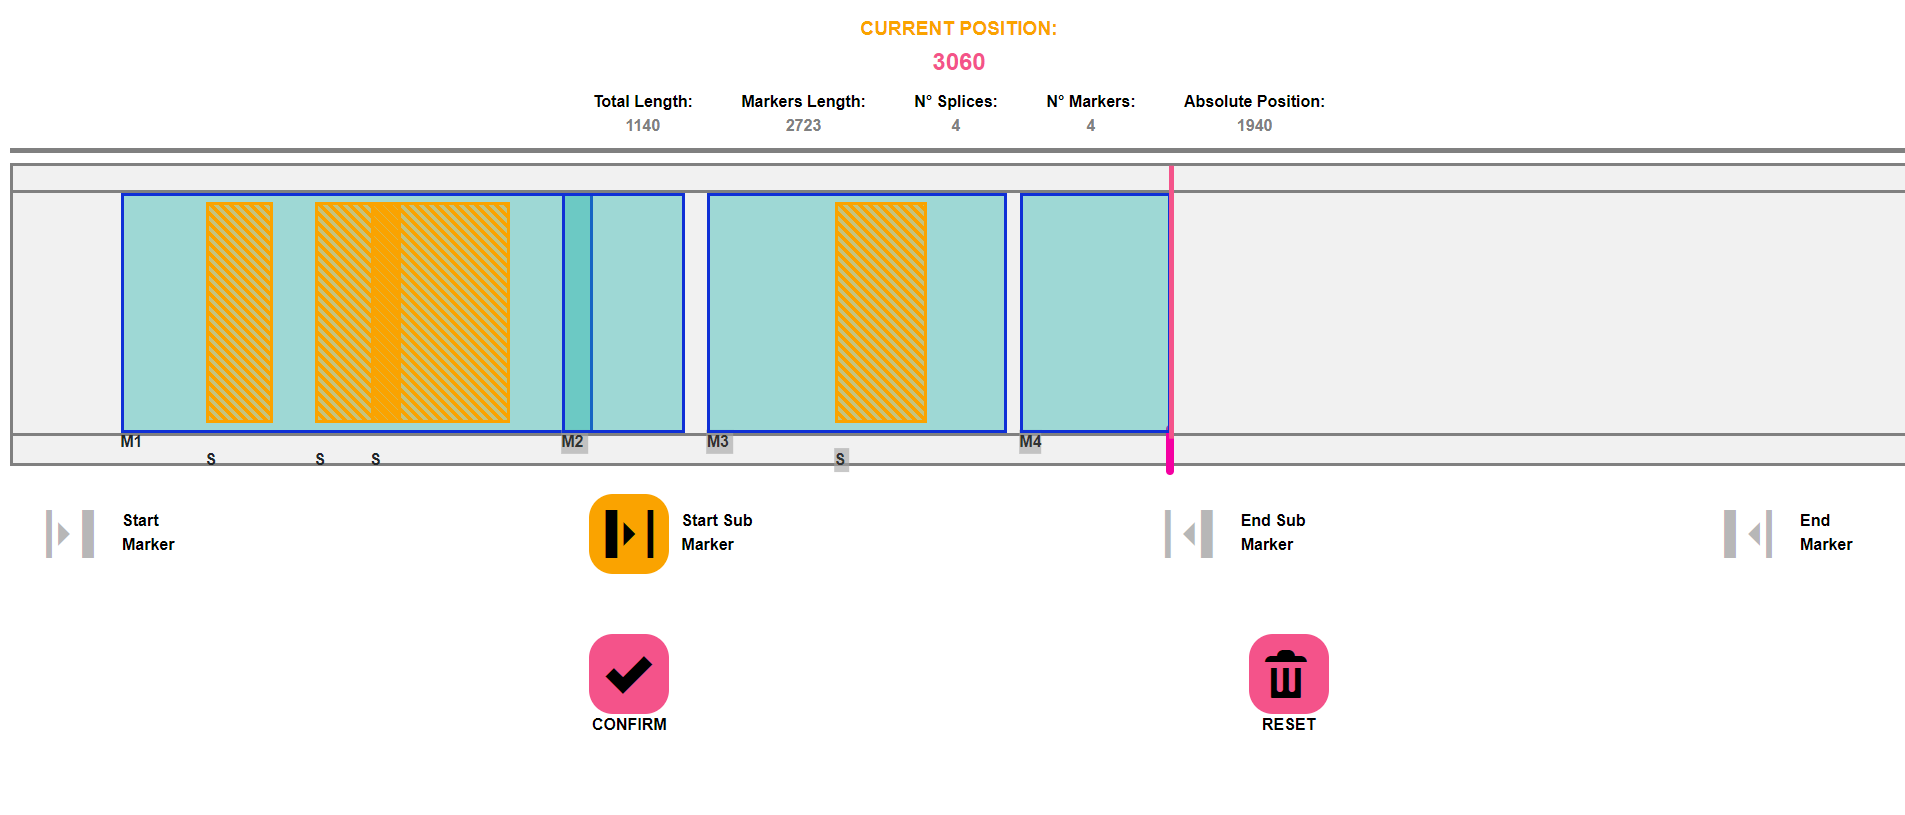 CURRENT POSITION:
3060
Total Length: Markers Length: N° Splices: N° Markers: Absolute Position:
1140 2723 4 4 1940
M1 M2 M3 M4
S S S S
Start Marker
Start Sub Marker
End Sub Marker
End Marker
CONFIRM RESET